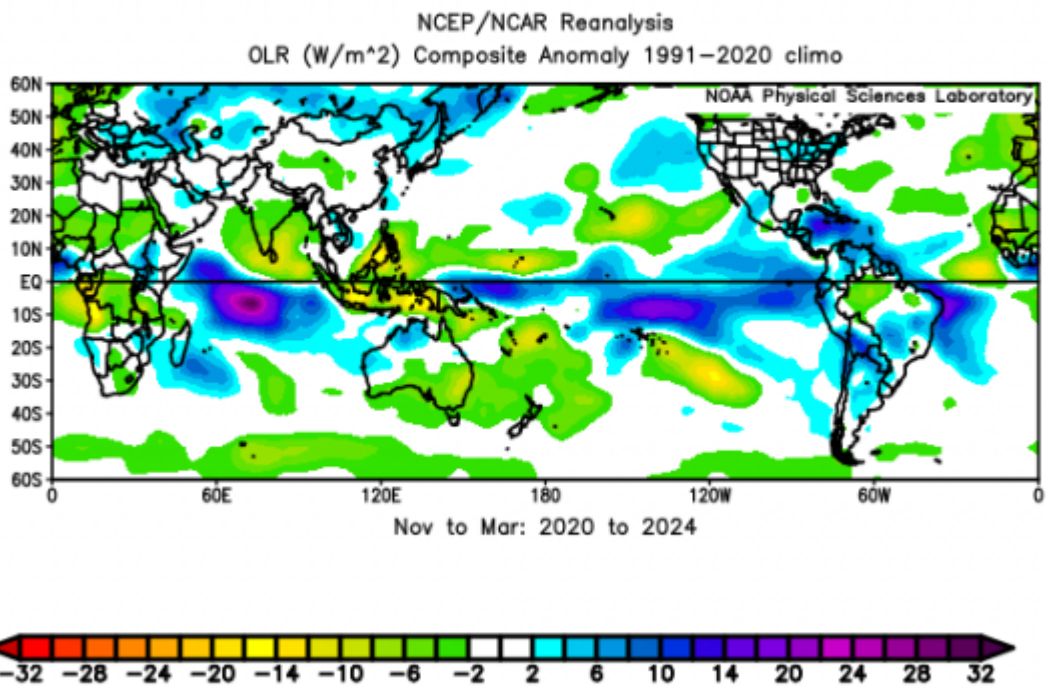 NCEP/NCAR Reanalysis
OLR (W/m^2) Composite Anomaly 1991-2020 climo
NOAA Physical Sciences Laboratory
60N
50N
40N
30N
20N
10N
EQ
10S
20S
30S
40S
50S
60S
0 60E 120E 180 120W 60W 0
Nov to Mar: 2020 to 2024
-32 -28 -24 -20 -14 -10 -6 -2 2 6 10 14 20 24 28 32